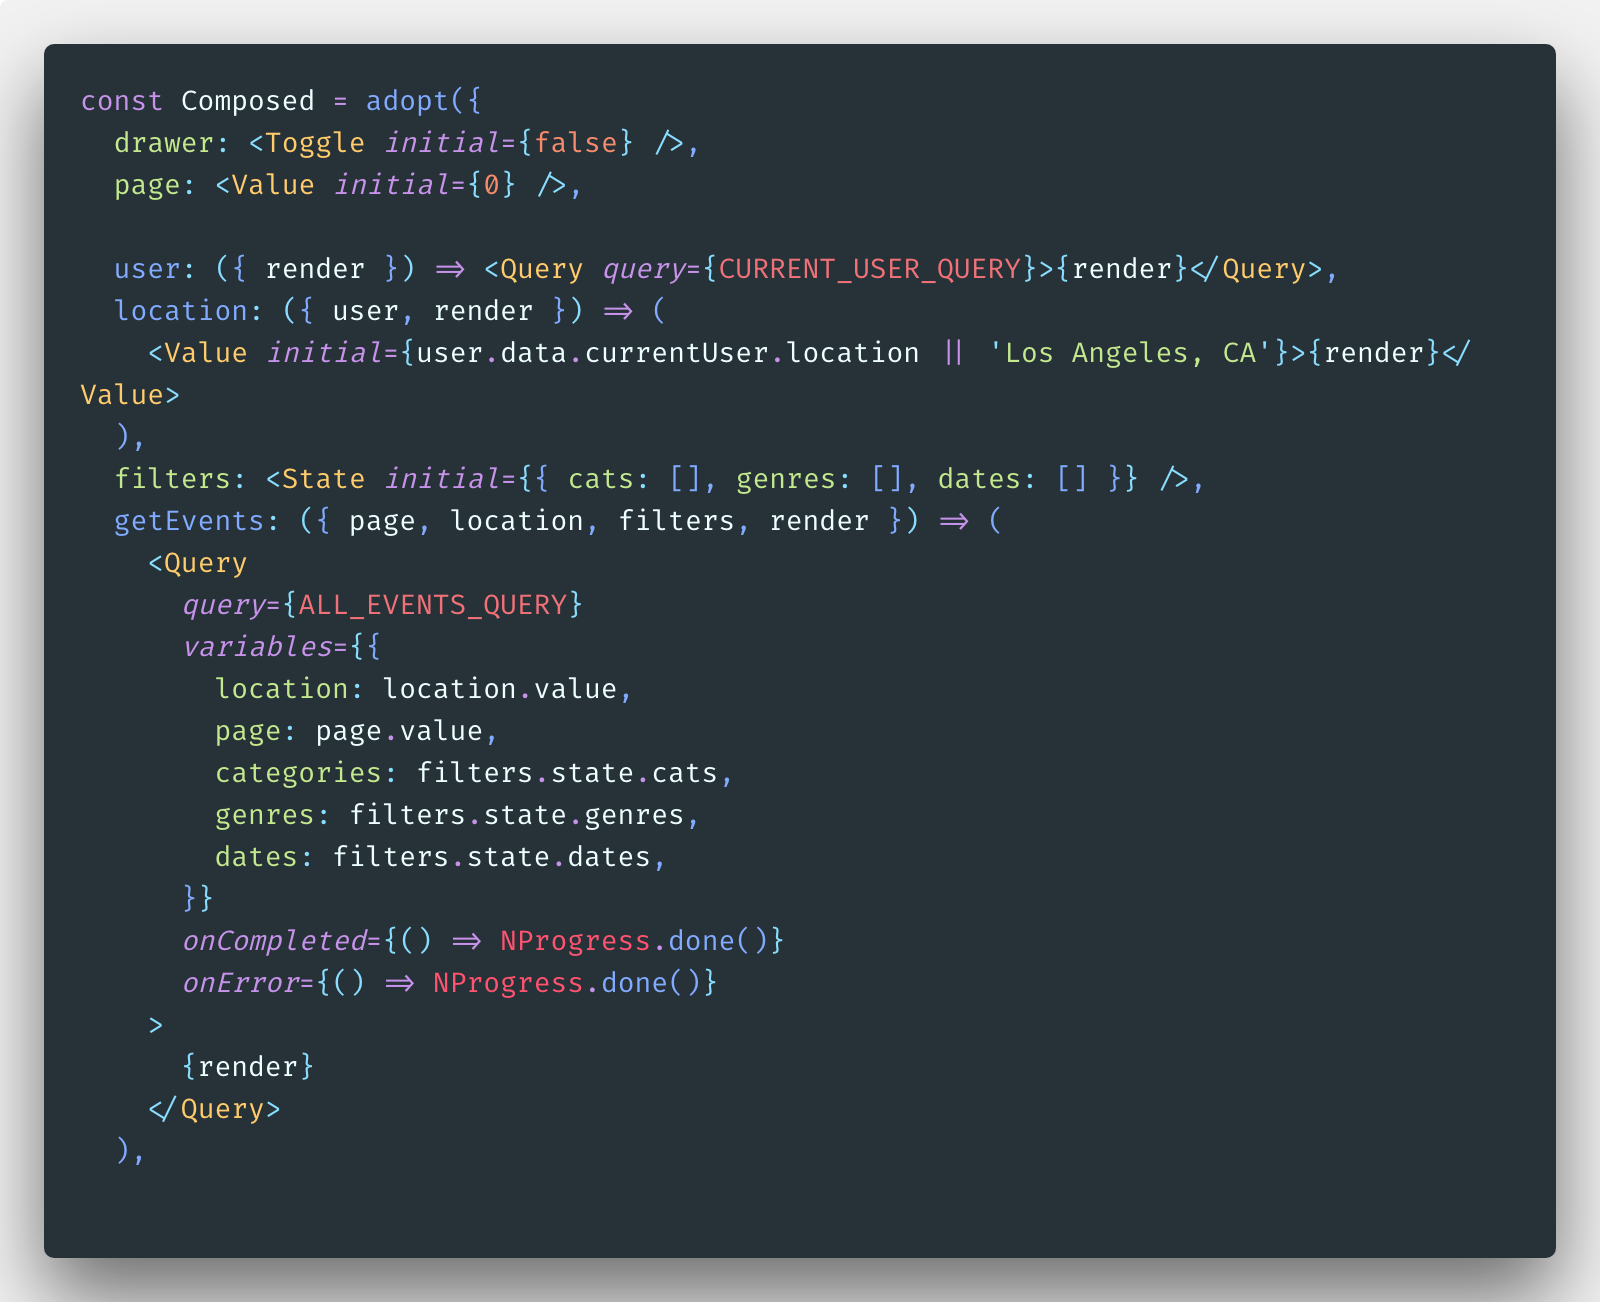 const Composed = adopt({
  drawer: <Toggle initial={false} />,
  page: <Value initial={0} />,

  user: ({ render }) => <Query query={CURRENT_USER_QUERY}>{render}</Query>,
  location: ({ user, render }) => (
    <Value initial={user.data.currentUser.location || 'Los Angeles, CA'}>{render}</
Value>
  ),
  filters: <State initial={{ cats: [], genres: [], dates: [] }} />,
  getEvents: ({ page, location, filters, render }) => (
    <Query
      query={ALL_EVENTS_QUERY}
      variables={{
        location: location.value,
        page: page.value,
        categories: filters.state.cats,
        genres: filters.state.genres,
        dates: filters.state.dates,
      }}
      onCompleted={() => NProgress.done()}
      onError={() => NProgress.done()}
    >
      {render}
    </Query>
  ),